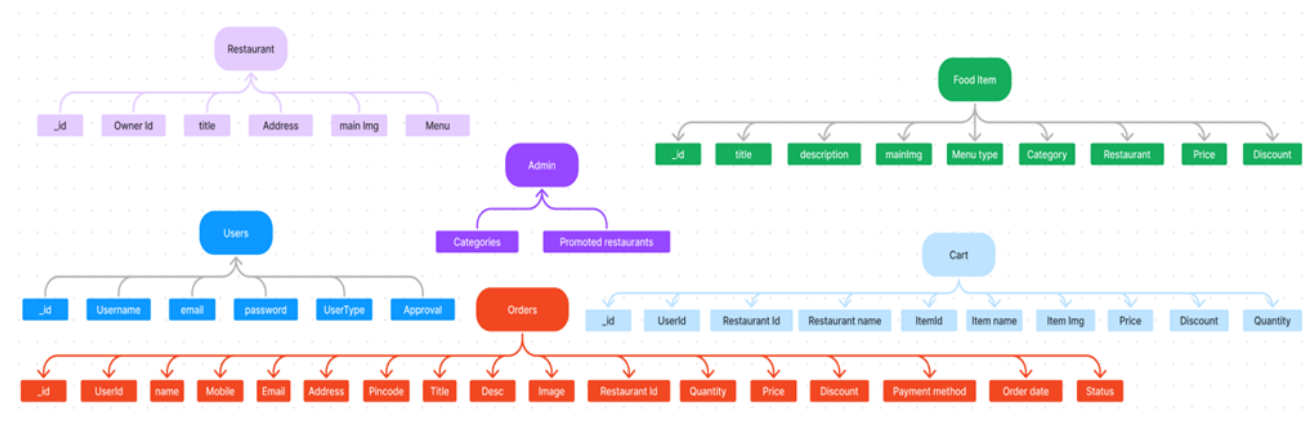 Restaurant
_id
Owner Id
title
Address
main Img
Menu
Food Item
_id
title
description
mainImg
Menu type
Category
Restaurant
Price
Discount
Admin
Categories
Promoted restaurants
Users
_id
Username
email
password
UserType
Approval
Cart
_id
UserId
Restaurant Id
Restaurant name
ItemId
Item name
Item Img
Price
Discount
Quantity
Orders
_id
UserId
name
Mobile
Email
Address
Pincode
Title
Desc
Image
Restaurant Id
Quantity
Price
Discount
Payment method
Order date
Status